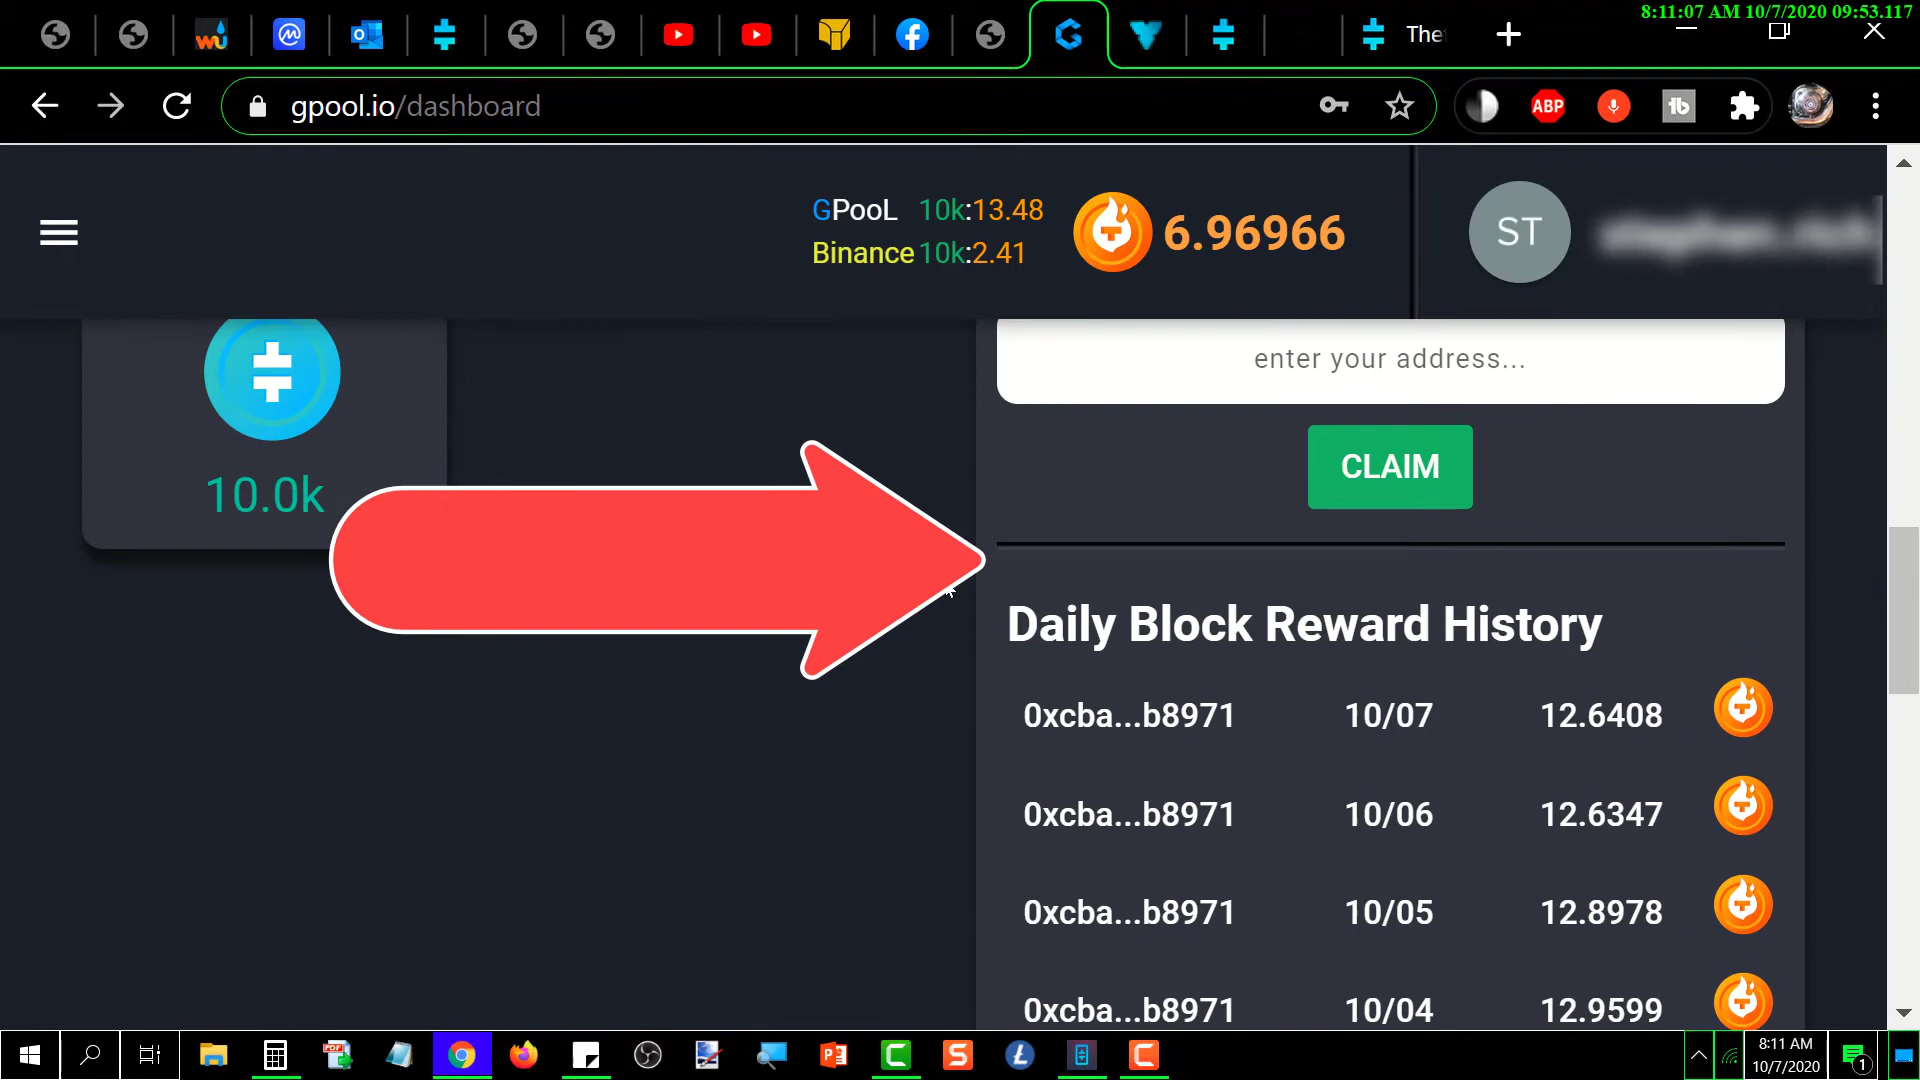 8:11:07 AM 10/7/2020 09:53.117
The
gpool.io/dashboard
ABP
GPooL 10k:13.48
Binance 10k:2.41
6.96966
ST
enter your address...
10.0k
CLAIM
Daily Block Reward History
0xcba...b8971 10/07 12.6408
0xcba...b8971 10/06 12.6347
0xcba...b8971 10/05 12.8978
0xcba...b8971 10/04 12.9599
8:11 AM
10/7/2020
1